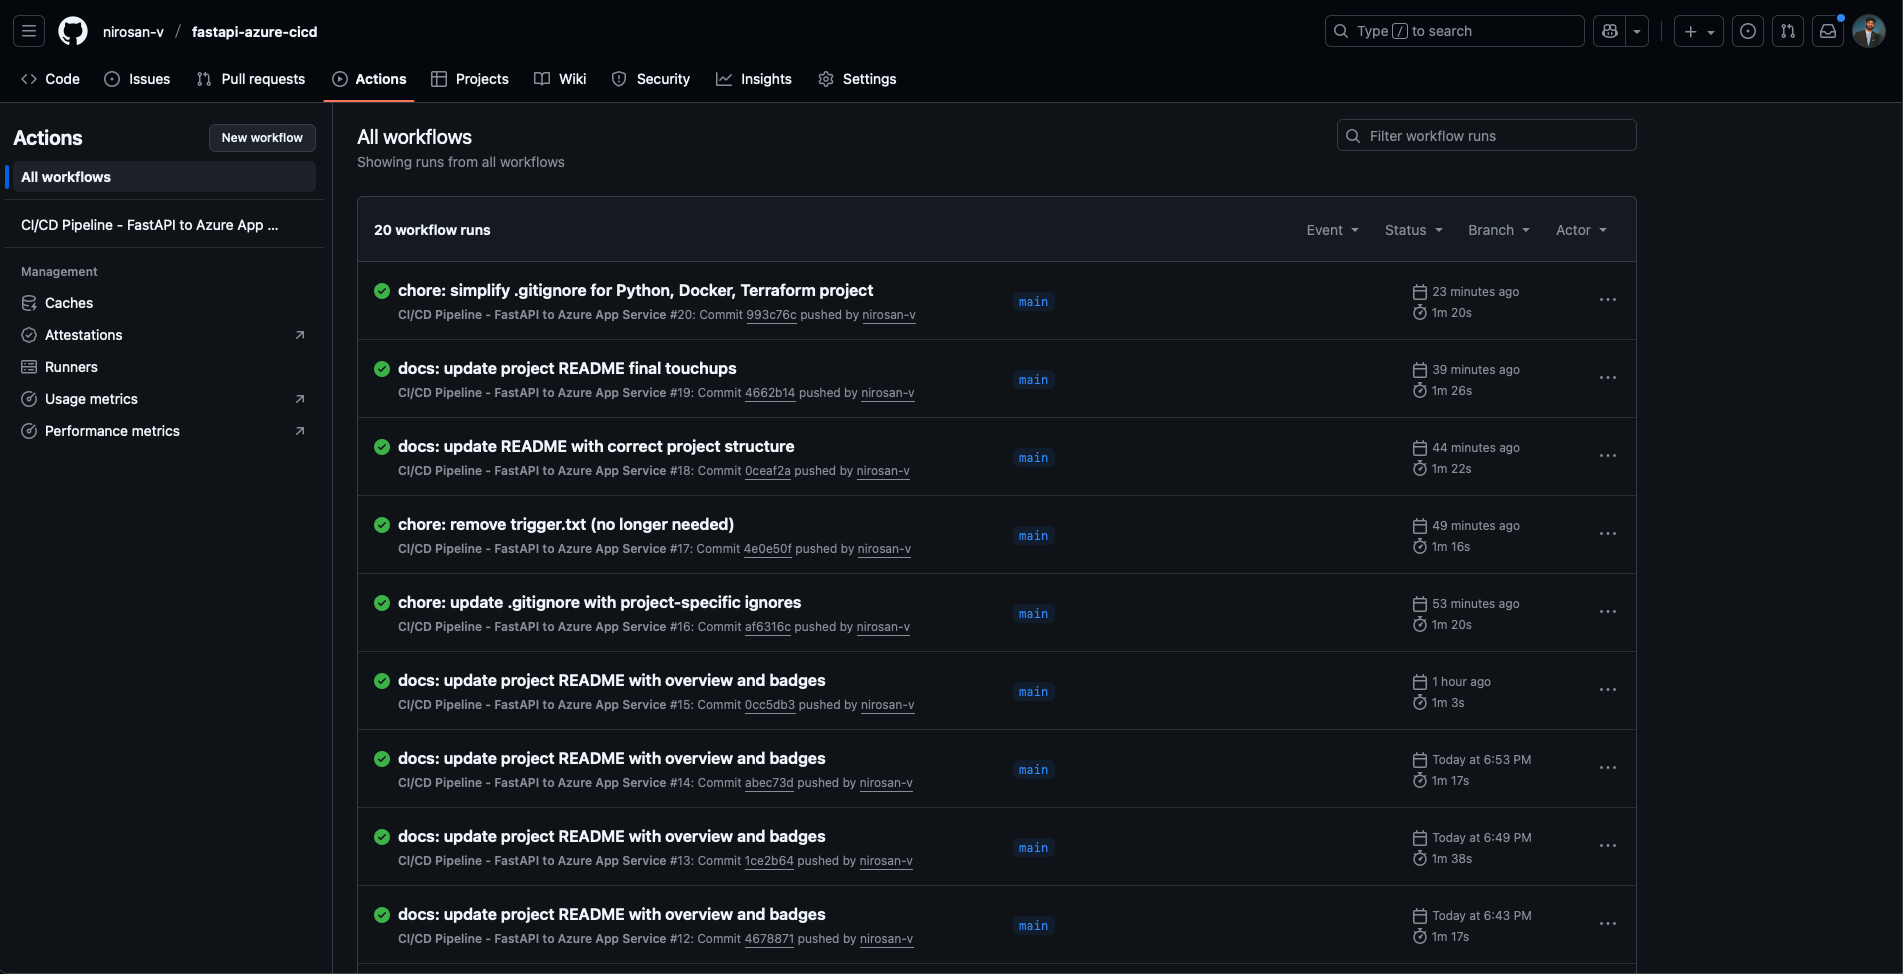 nirosan-v / fastapi-azure-cicd
Type / to search
Code
Issues
Pull requests
Actions
Projects
Wiki
Security
Insights
Settings
Actions
New workflow
All workflows
CI/CD Pipeline - FastAPI to Azure App ...
Management
Caches
Attestations
Runners
Usage metrics
Performance metrics
All workflows
Showing runs from all workflows
Filter workflow runs
20 workflow runs
Event
Status
Branch
Actor
chore: simplify .gitignore for Python, Docker, Terraform project
CI/CD Pipeline - FastAPI to Azure App Service #20: Commit 993c76c pushed by nirosan-v
main
23 minutes ago
1m 20s
docs: update project README final touchups
CI/CD Pipeline - FastAPI to Azure App Service #19: Commit 4662b14 pushed by nirosan-v
main
39 minutes ago
1m 26s
docs: update README with correct project structure
CI/CD Pipeline - FastAPI to Azure App Service #18: Commit 0ceaf2a pushed by nirosan-v
main
44 minutes ago
1m 22s
chore: remove trigger.txt (no longer needed)
CI/CD Pipeline - FastAPI to Azure App Service #17: Commit 4e0e50f pushed by nirosan-v
main
49 minutes ago
1m 16s
chore: update .gitignore with project-specific ignores
CI/CD Pipeline - FastAPI to Azure App Service #16: Commit af6316c pushed by nirosan-v
main
53 minutes ago
1m 20s
docs: update project README with overview and badges
CI/CD Pipeline - FastAPI to Azure App Service #15: Commit 0cc5db3 pushed by nirosan-v
main
1 hour ago
1m 3s
docs: update project README with overview and badges
CI/CD Pipeline - FastAPI to Azure App Service #14: Commit abec73d pushed by nirosan-v
main
Today at 6:53 PM
1m 17s
docs: update project README with overview and badges
CI/CD Pipeline - FastAPI to Azure App Service #13: Commit 1ce2b64 pushed by nirosan-v
main
Today at 6:49 PM
1m 38s
docs: update project README with overview and badges
CI/CD Pipeline - FastAPI to Azure App Service #12: Commit 4678871 pushed by nirosan-v
main
Today at 6:43 PM
1m 17s